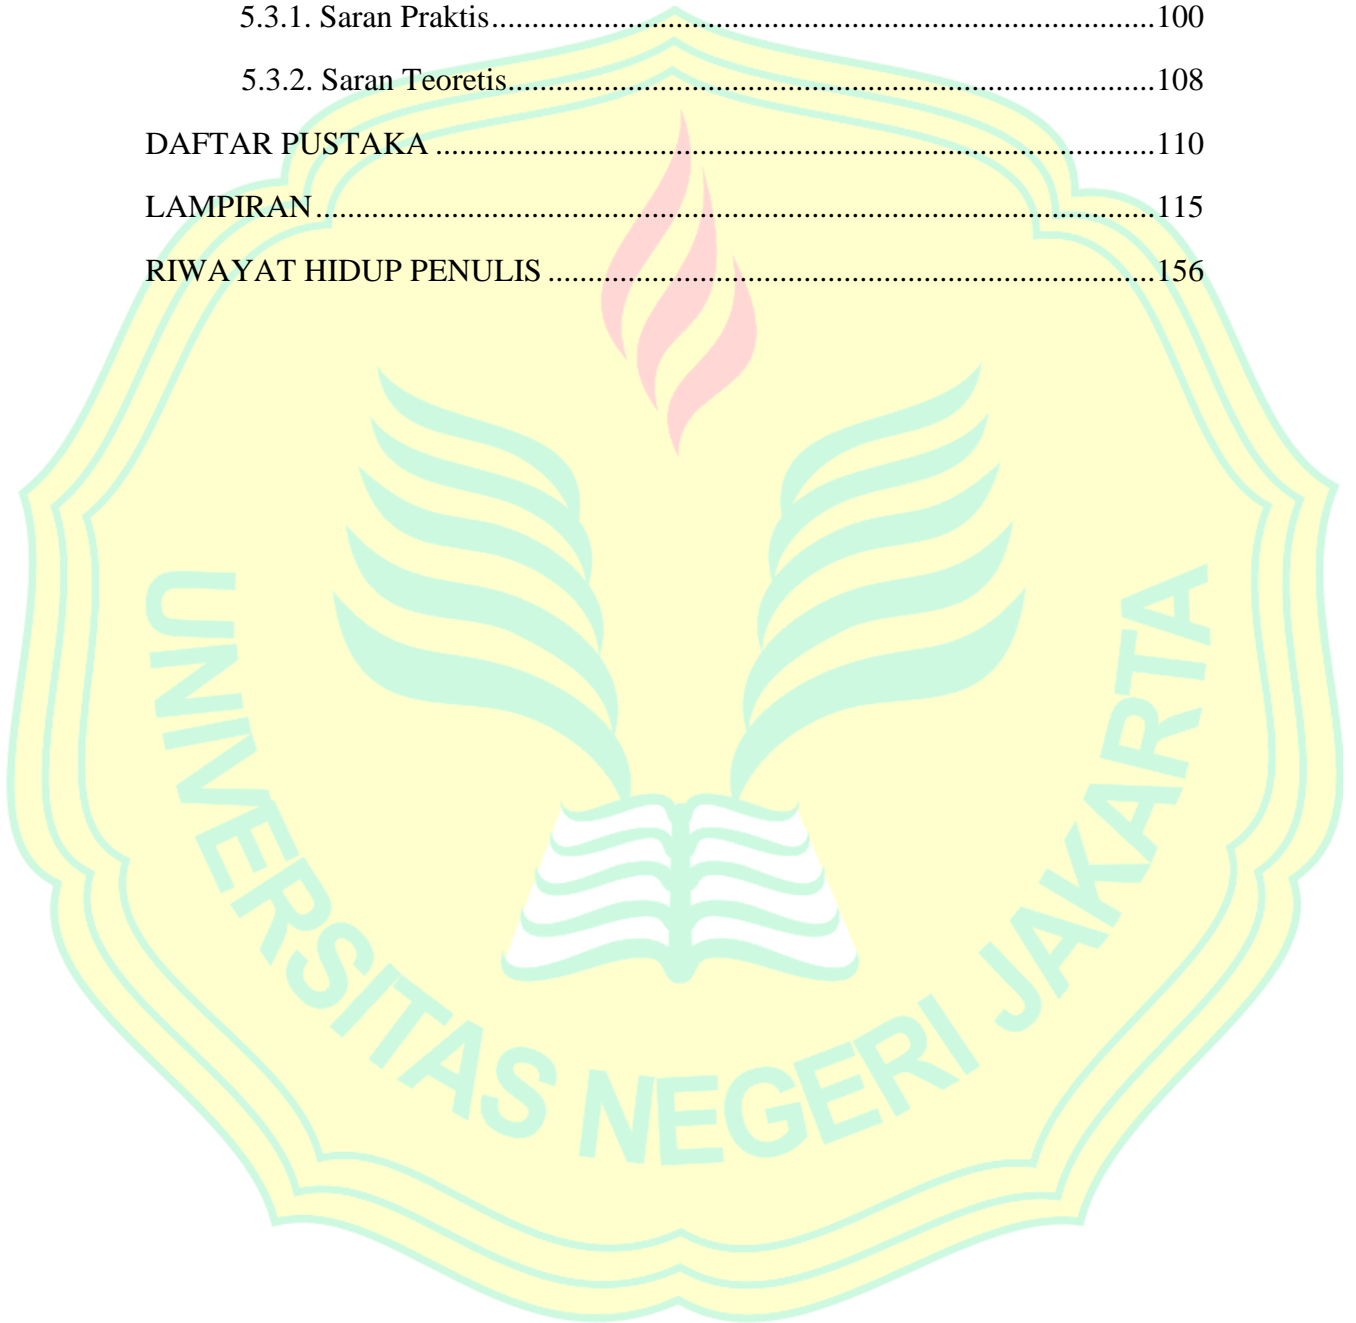 5.3.1. Saran Praktis....................................................................................100
5.3.2. Saran Teoretis..................................................................................108
DAFTAR PUSTAKA ...........................................................................................110
LAMPIRAN..........................................................................................................115
RIWAYAT HIDUP PENULIS .............................................................................156
UNIVERSITAS NEGERI JAKARTA